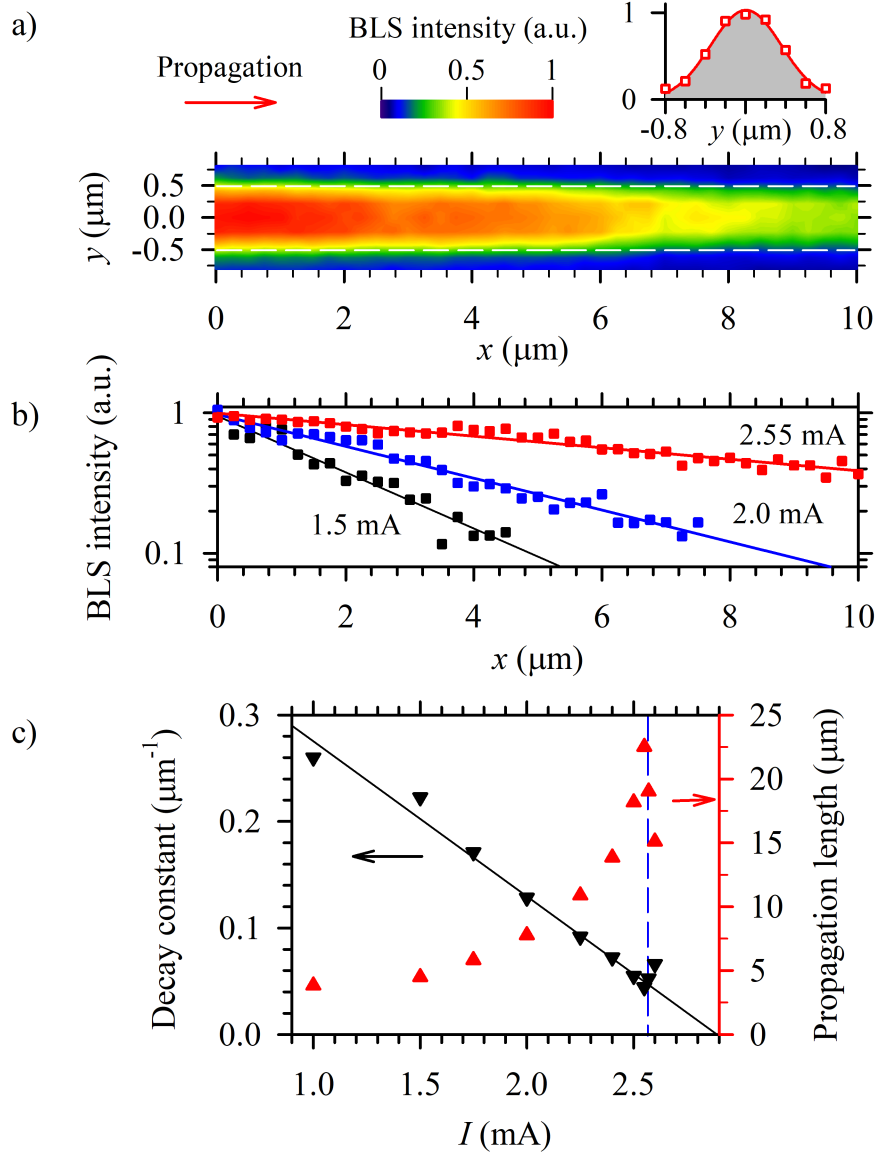 a)
BLS intensity (a.u.)
Propagation
0 0.5 1
1
0
-0.8 y (μm) 0.8
0.5
0.0
-0.5
y (μm)
0 2 4 6 8 10
x (μm)
b)
BLS intensity (a.u.)
1
0.1
2.55 mA
2.0 mA
1.5 mA
0 2 4 6 8 10
x (μm)
c)
Decay constant (μm⁻¹)
0.3
0.2
0.1
0.0
25
20
15
10
5
0
Propagation length (μm)
1.0 1.5 2.0 2.5
I (mA)